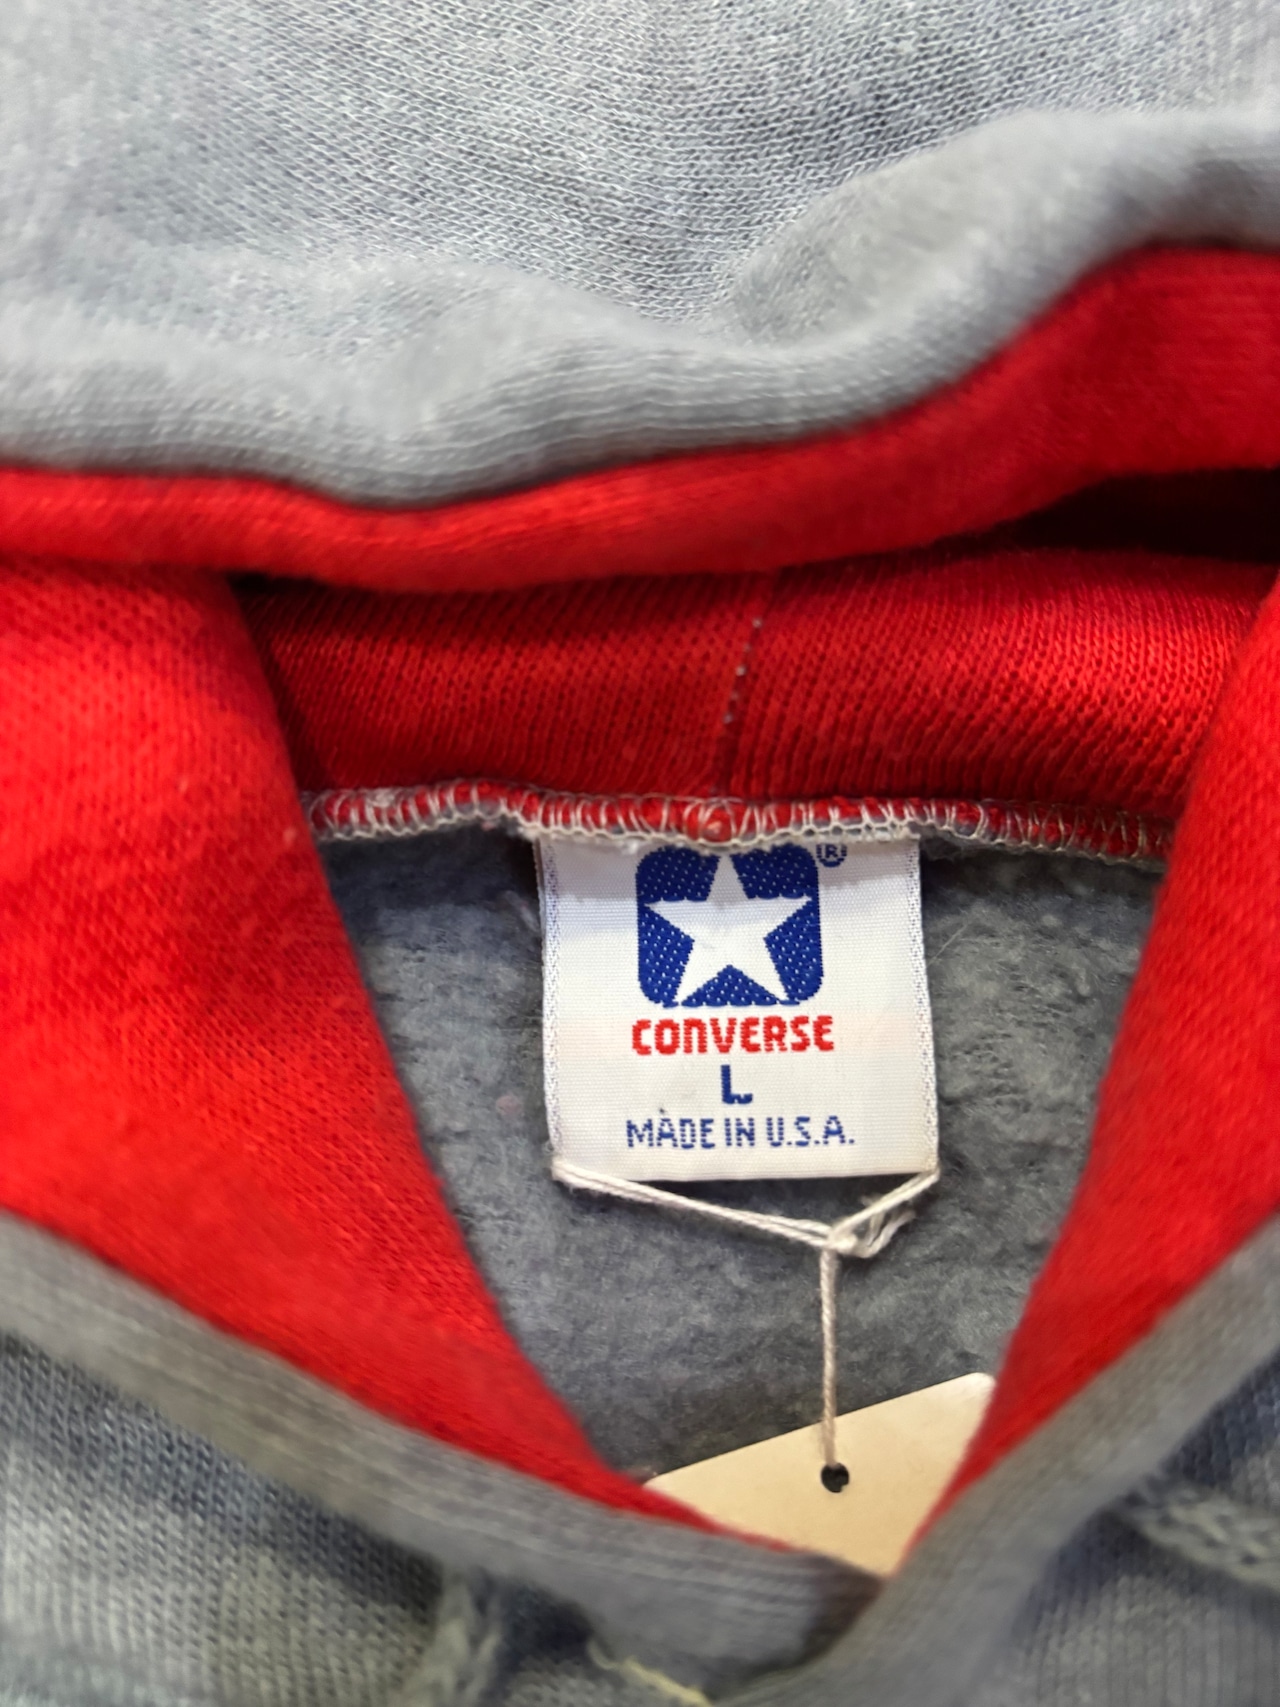 ®
CONVERSE
L
MADE IN U.S.A.